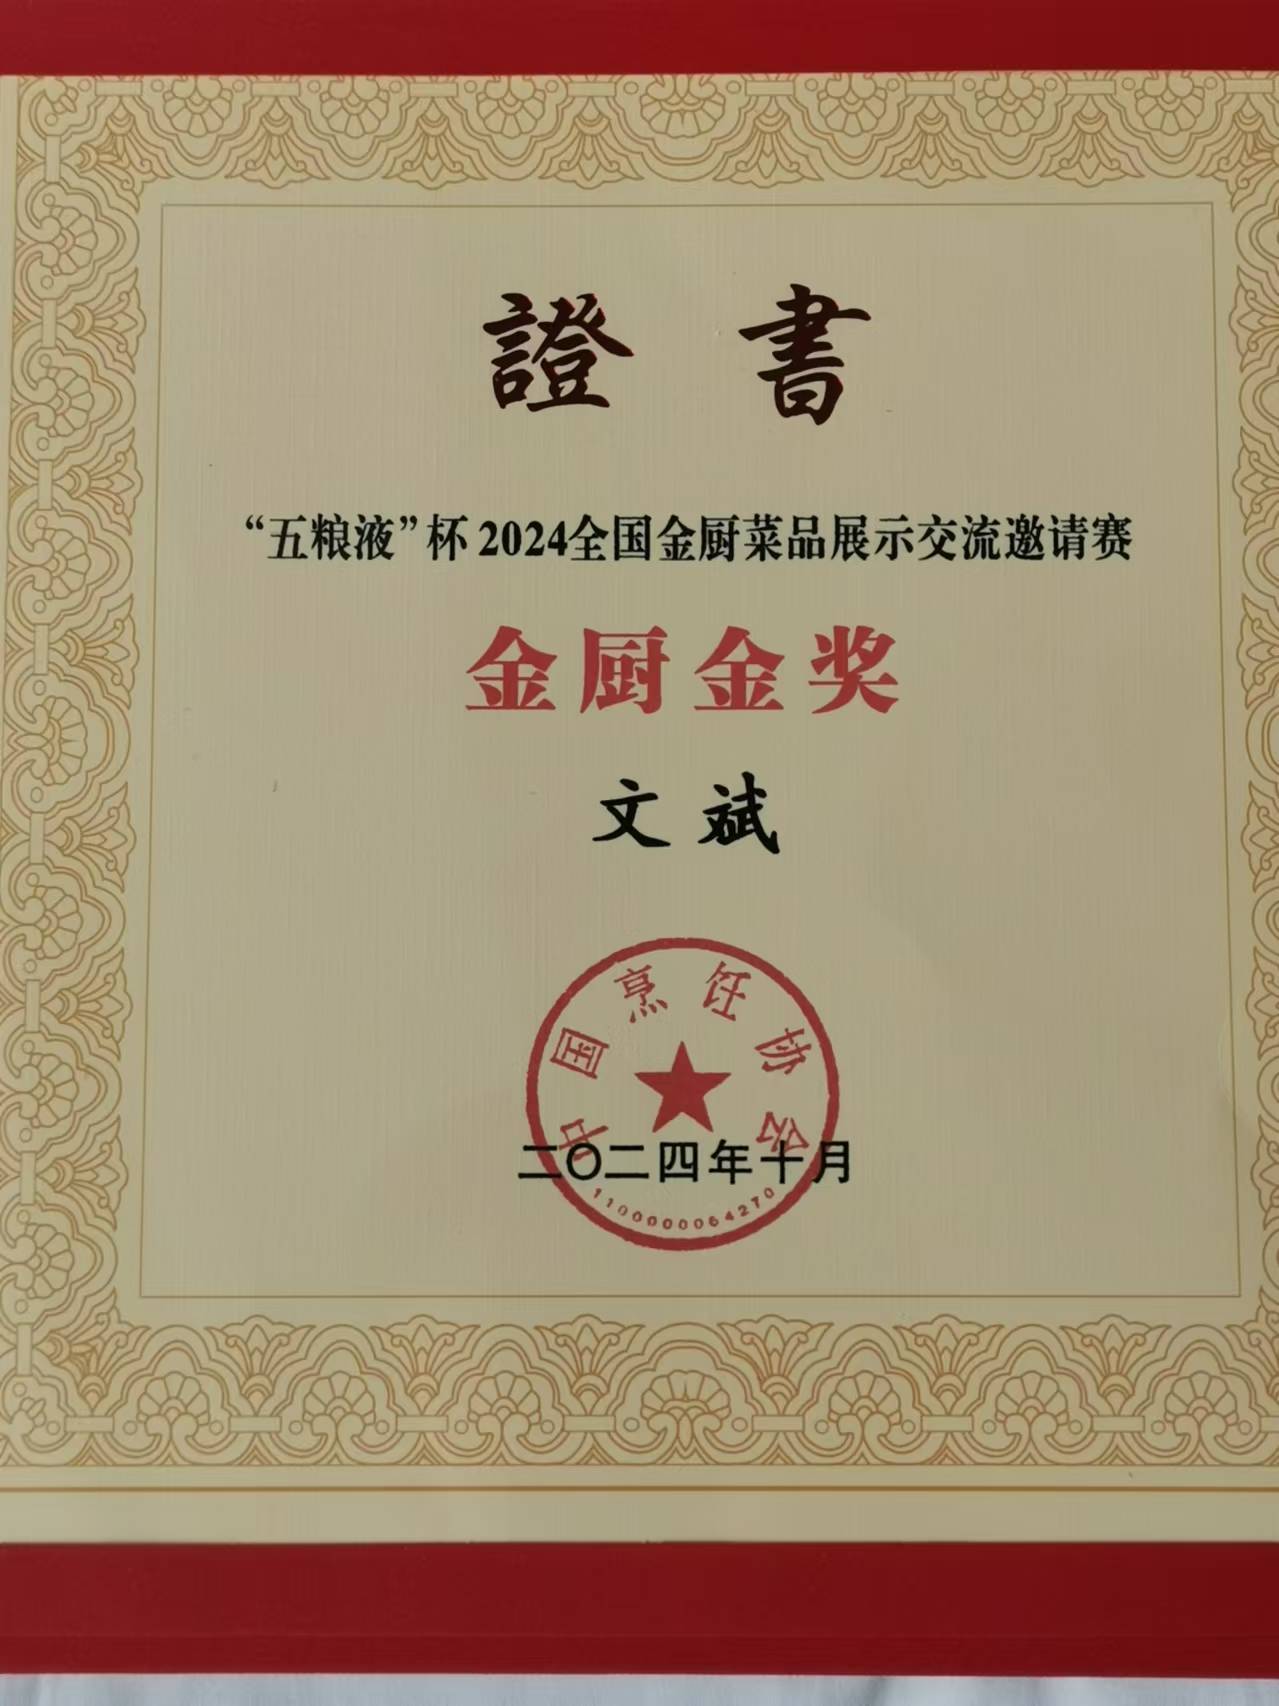 證書
“五粮液”杯2024全国金厨菜品展示交流邀请赛
金厨金奖
文斌
中国烹饪协会
二〇二四年十月
1100000064270